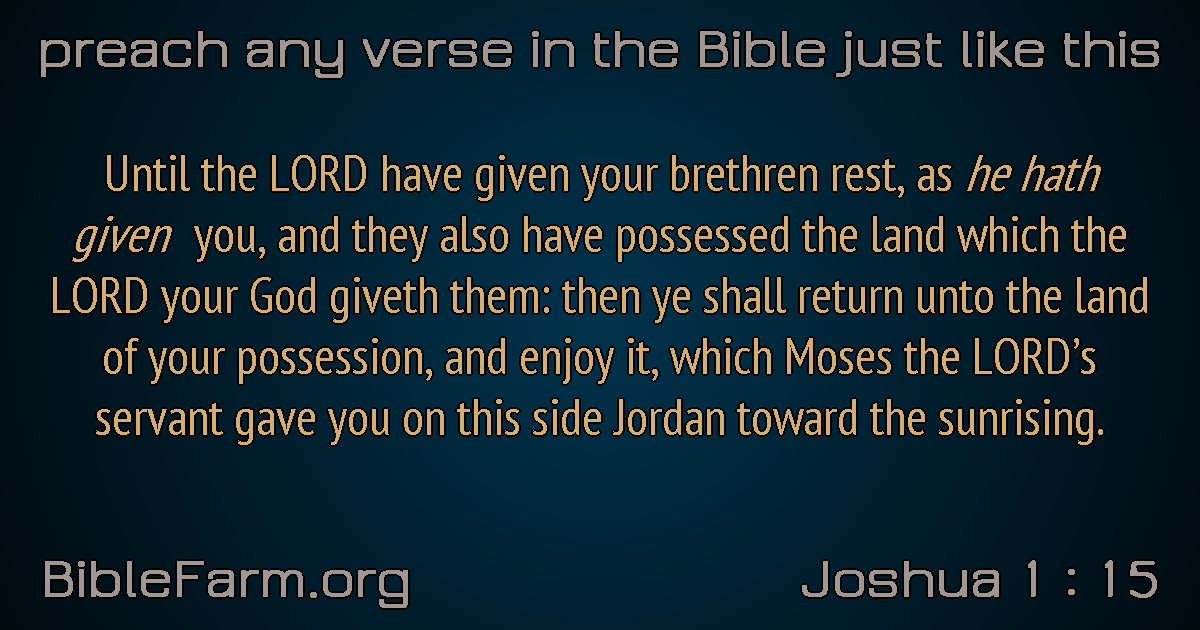 preach any verse in the Bible just like this
Until the LORD have given your brethren rest, as he hath
given you, and they also have possessed the land which the
LORD your God giveth them: then ye shall return unto the land
of your possession, and enjoy it, which Moses the LORD’s
servant gave you on this side Jordan toward the sunrising.
BibleFarm.org
Joshua 1 : 15